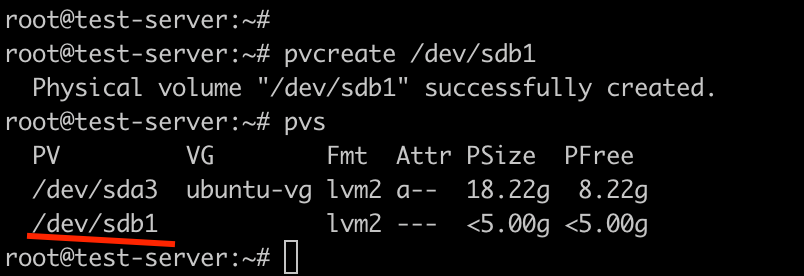 root@test-server:~#
root@test-server:~# pvcreate /dev/sdb1
  Physical volume "/dev/sdb1" successfully created.
root@test-server:~# pvs
  PV         VG        Fmt  Attr PSize  PFree
  /dev/sda3  ubuntu-vg lvm2 a--  18.22g  8.22g
  /dev/sdb1            lvm2 ---  <5.00g <5.00g
root@test-server:~#